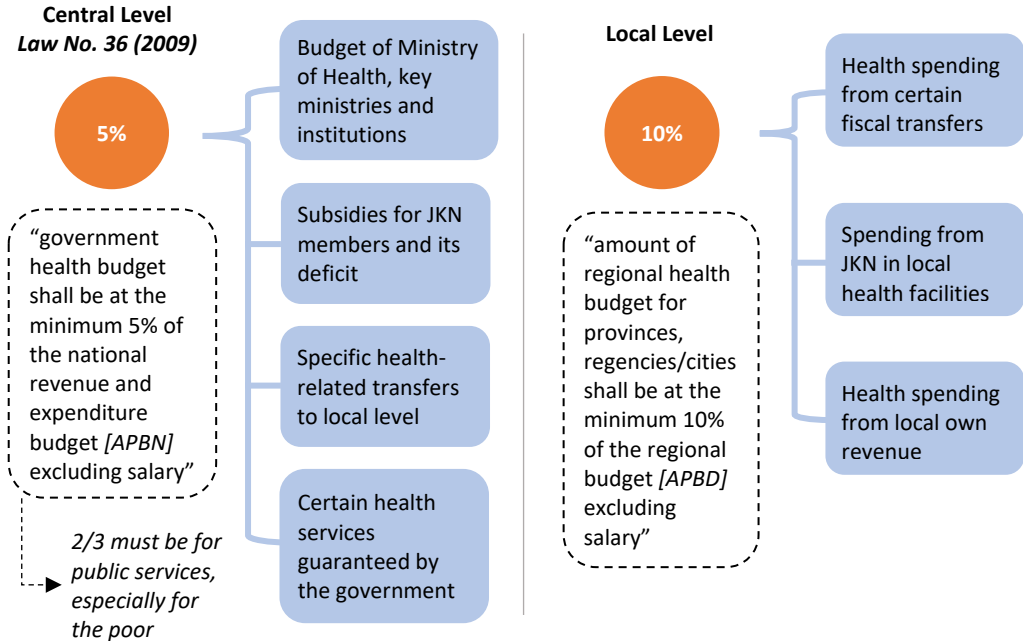 Central Level
Law No. 36 (2009)
5%
“government
health budget
shall be at the
minimum 5% of
the national
revenue and
expenditure
budget [APBN]
excluding salary”
2/3 must be for
public services,
especially for
the poor
Budget of Ministry
of Health, key
ministries and
institutions
Subsidies for JKN
members and its
deficit
Specific health-
related transfers
to local level
Certain health
services
guaranteed by
the government
Local Level
10%
“amount of
regional health
budget for
provinces,
regencies/cities
shall be at the
minimum 10%
of the regional
budget [APBD]
excluding
salary”
Health spending
from certain
fiscal transfers
Spending from
JKN in local
health facilities
Health spending
from local own
revenue